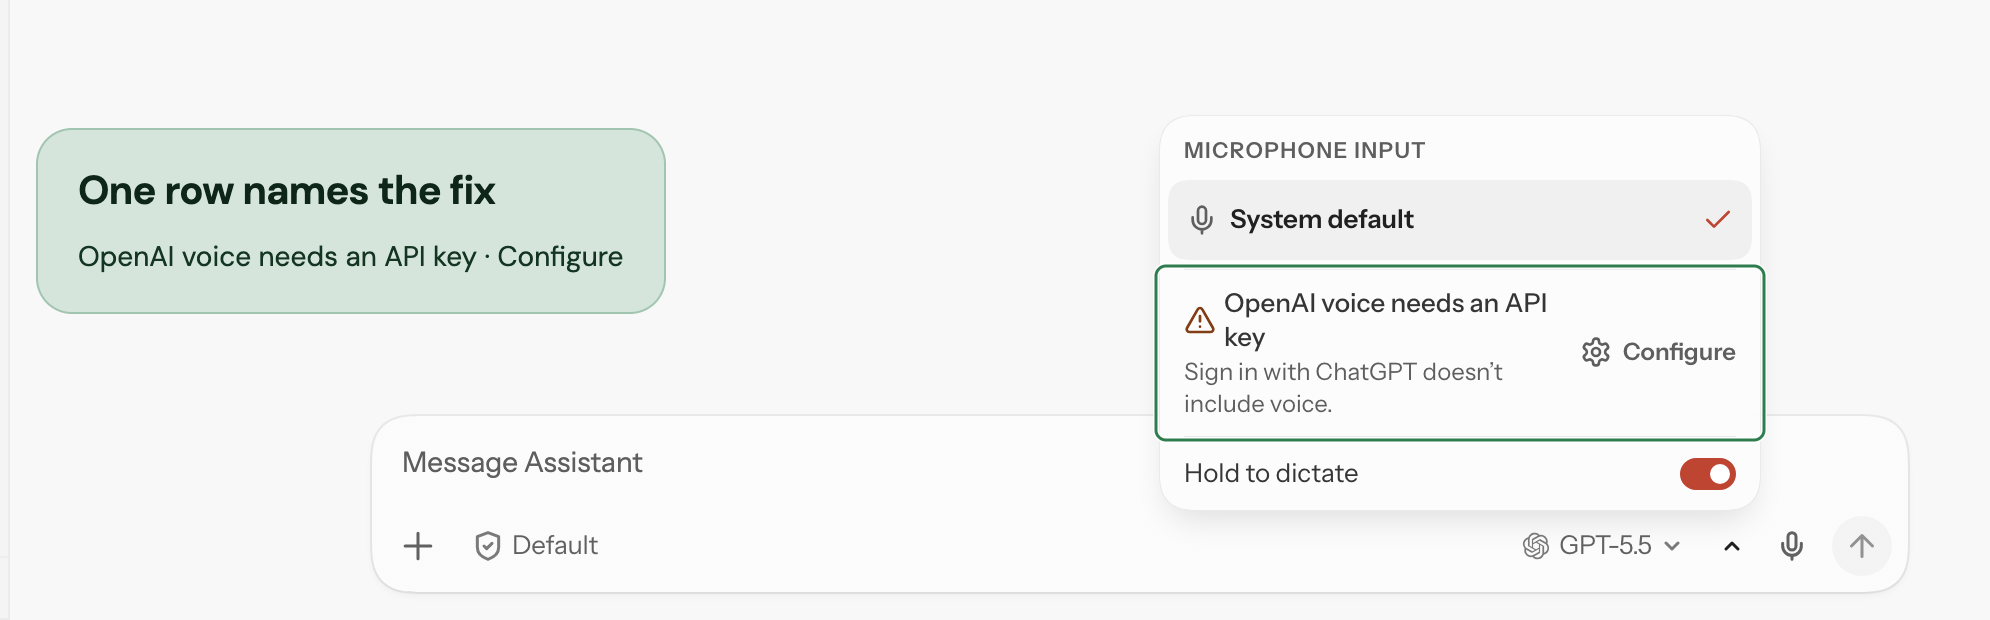 One row names the fix
OpenAI voice needs an API key · Configure
MICROPHONE INPUT
System default
OpenAI voice needs an API
key
Configure
Sign in with ChatGPT doesn’t
include voice.
Hold to dictate
Message Assistant
Default
GPT-5.5